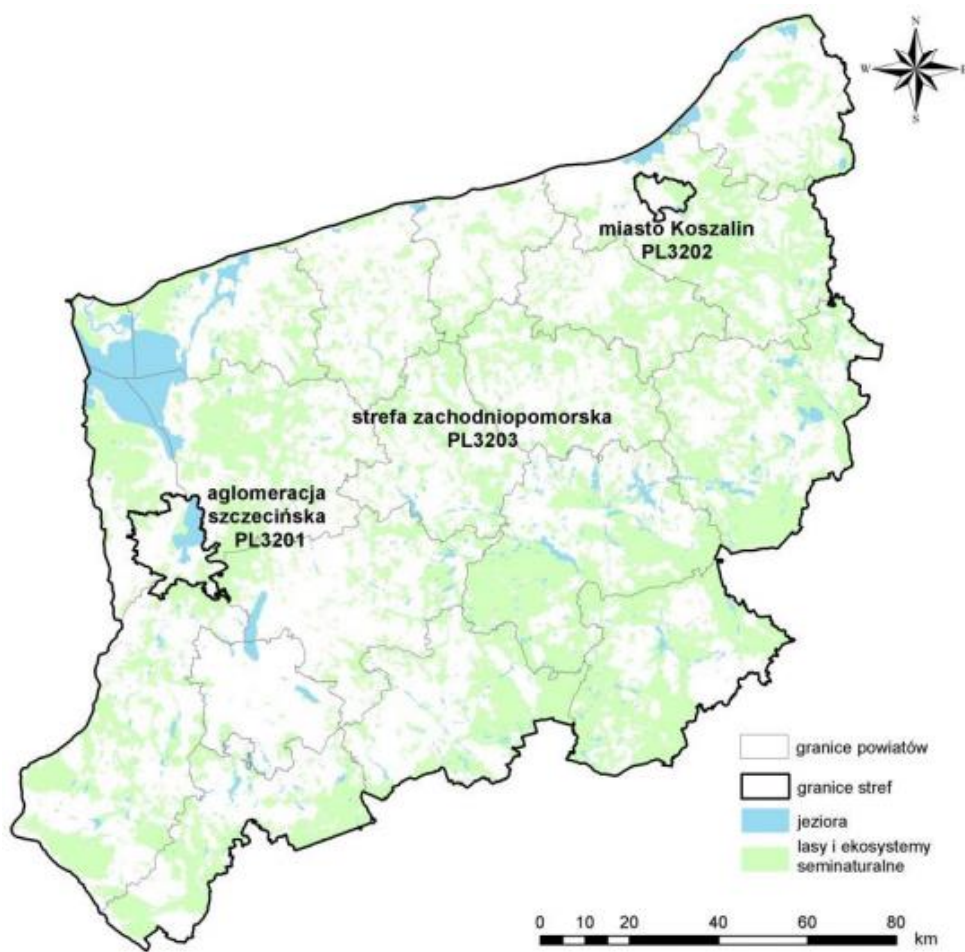 N
W
E
S
miasto Koszalin
PL3202
strefa zachodniopomorska
PL3203
aglomeracja
szczecińska
PL3201
granice powiatów
granice stref
jeziora
lasy i ekosystemy
seminaturalne
0 10 20 40 60 80
km